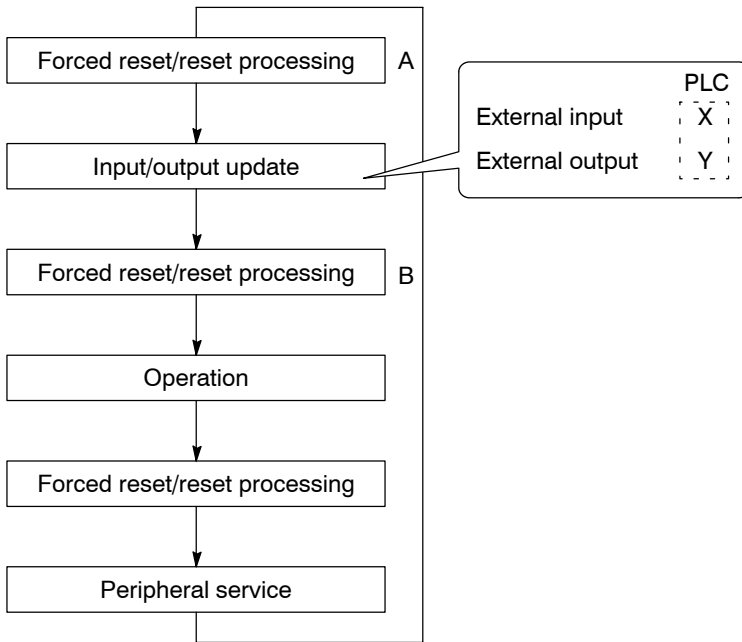 Forced reset/reset processing A
PLC
External input X
Input/output update
External output Y
Forced reset/reset processing B
Operation
Forced reset/reset processing
Peripheral service